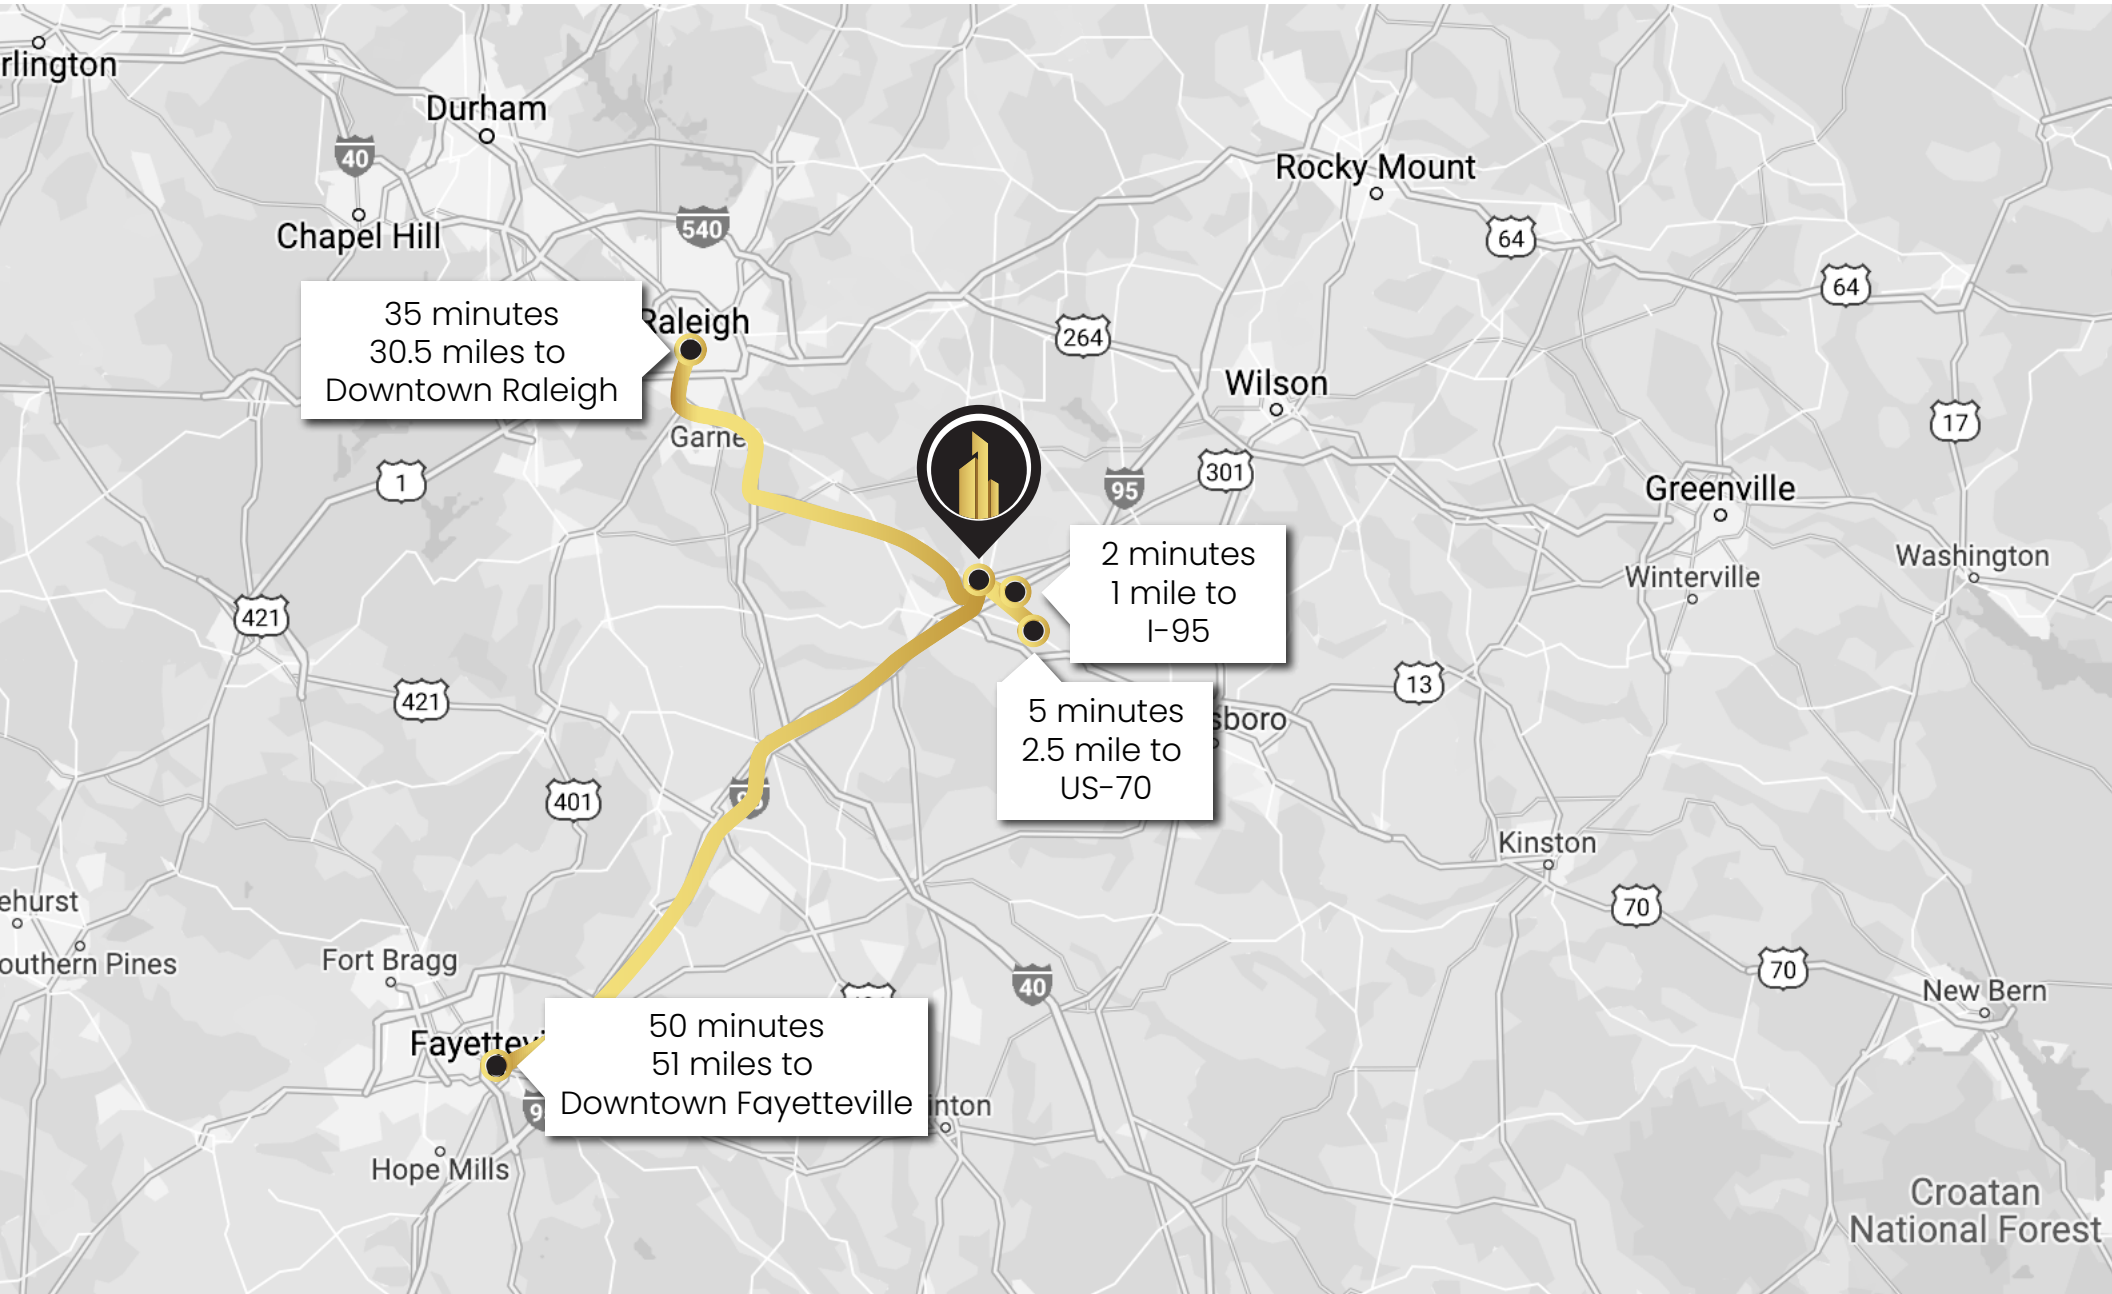 rlington
Durham
40
Chapel Hill
540
Rocky Mount
64
64
35 minutes
30.5 miles to
Downtown Raleigh
Raleigh
264
Wilson
17
Garne
1
95
301
Greenville
2 minutes
1 mile to
I-95
Washington
Winterville
421
421
13
5 minutes
2.5 mile to
US-70
sboro
401
Kinston
70
ehurst
outhern Pines
Fort Bragg
40
70
New Bern
50 minutes
51 miles to
Downtown Fayetteville
Fayettevi
9
inton
Hope Mills
Croatan
National Forest